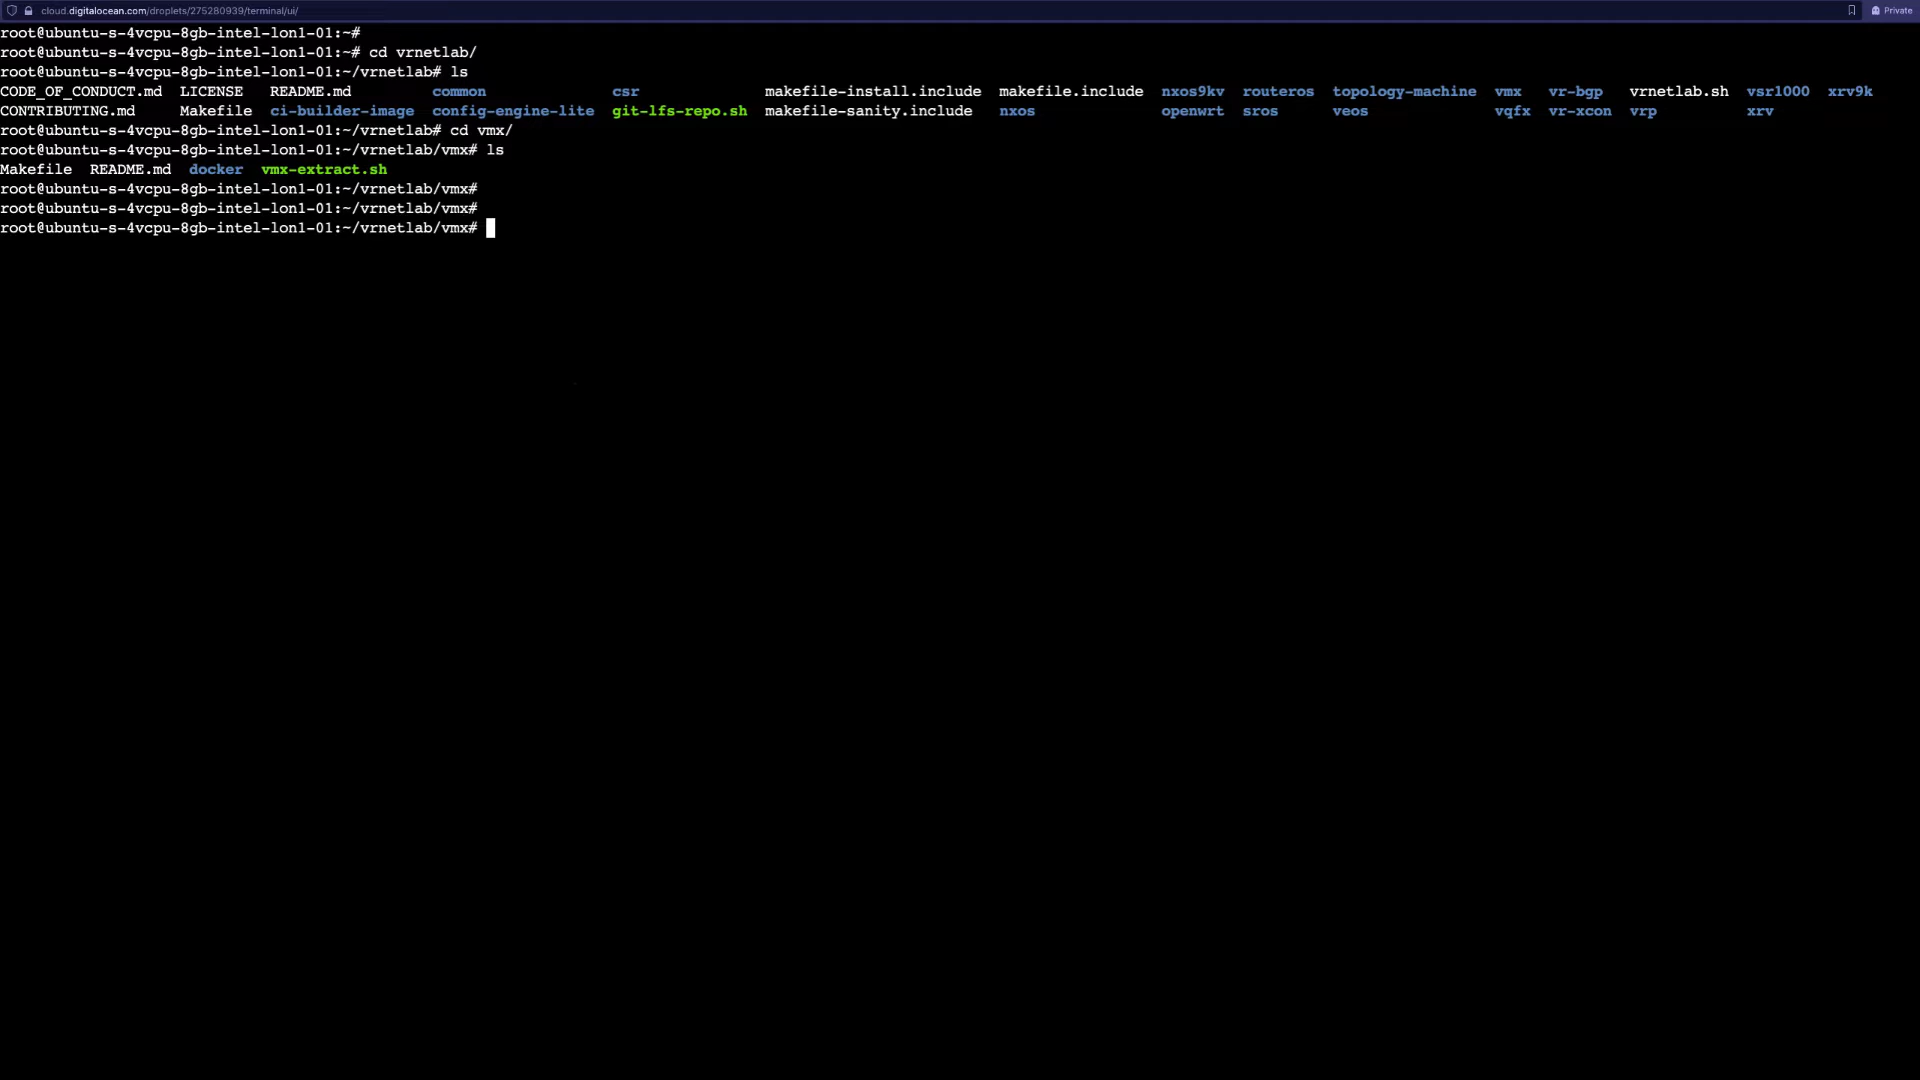 cloud.digitalocean.com/droplets/275280939/terminal/ui/ Private
root@ubuntu-s-4vcpu-8gb-intel-lon1-01:~#
root@ubuntu-s-4vcpu-8gb-intel-lon1-01:~# cd vrnetlab/
root@ubuntu-s-4vcpu-8gb-intel-lon1-01:~/vrnetlab# ls
CODE_OF_CONDUCT.md LICENSE README.md common csr makefile-install.include makefile.include nxos9kv routeros topology-machine vmx vr-bgp vrnetlab.sh vsr1000 xrv9k
CONTRIBUTING.md Makefile ci-builder-image config-engine-lite git-lfs-repo.sh makefile-sanity.include nxos openwrt sros veos vqfx vr-xcon vrp xrv
root@ubuntu-s-4vcpu-8gb-intel-lon1-01:~/vrnetlab# cd vmx/
root@ubuntu-s-4vcpu-8gb-intel-lon1-01:~/vrnetlab/vmx# ls
Makefile README.md docker vmx-extract.sh
root@ubuntu-s-4vcpu-8gb-intel-lon1-01:~/vrnetlab/vmx#
root@ubuntu-s-4vcpu-8gb-intel-lon1-01:~/vrnetlab/vmx#
root@ubuntu-s-4vcpu-8gb-intel-lon1-01:~/vrnetlab/vmx#